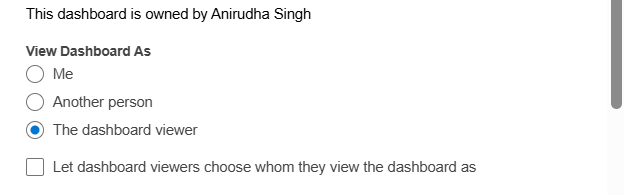 This dashboard is owned by Anirudha Singh
View Dashboard As
Me
Another person
The dashboard viewer
Let dashboard viewers choose whom they view the dashboard as